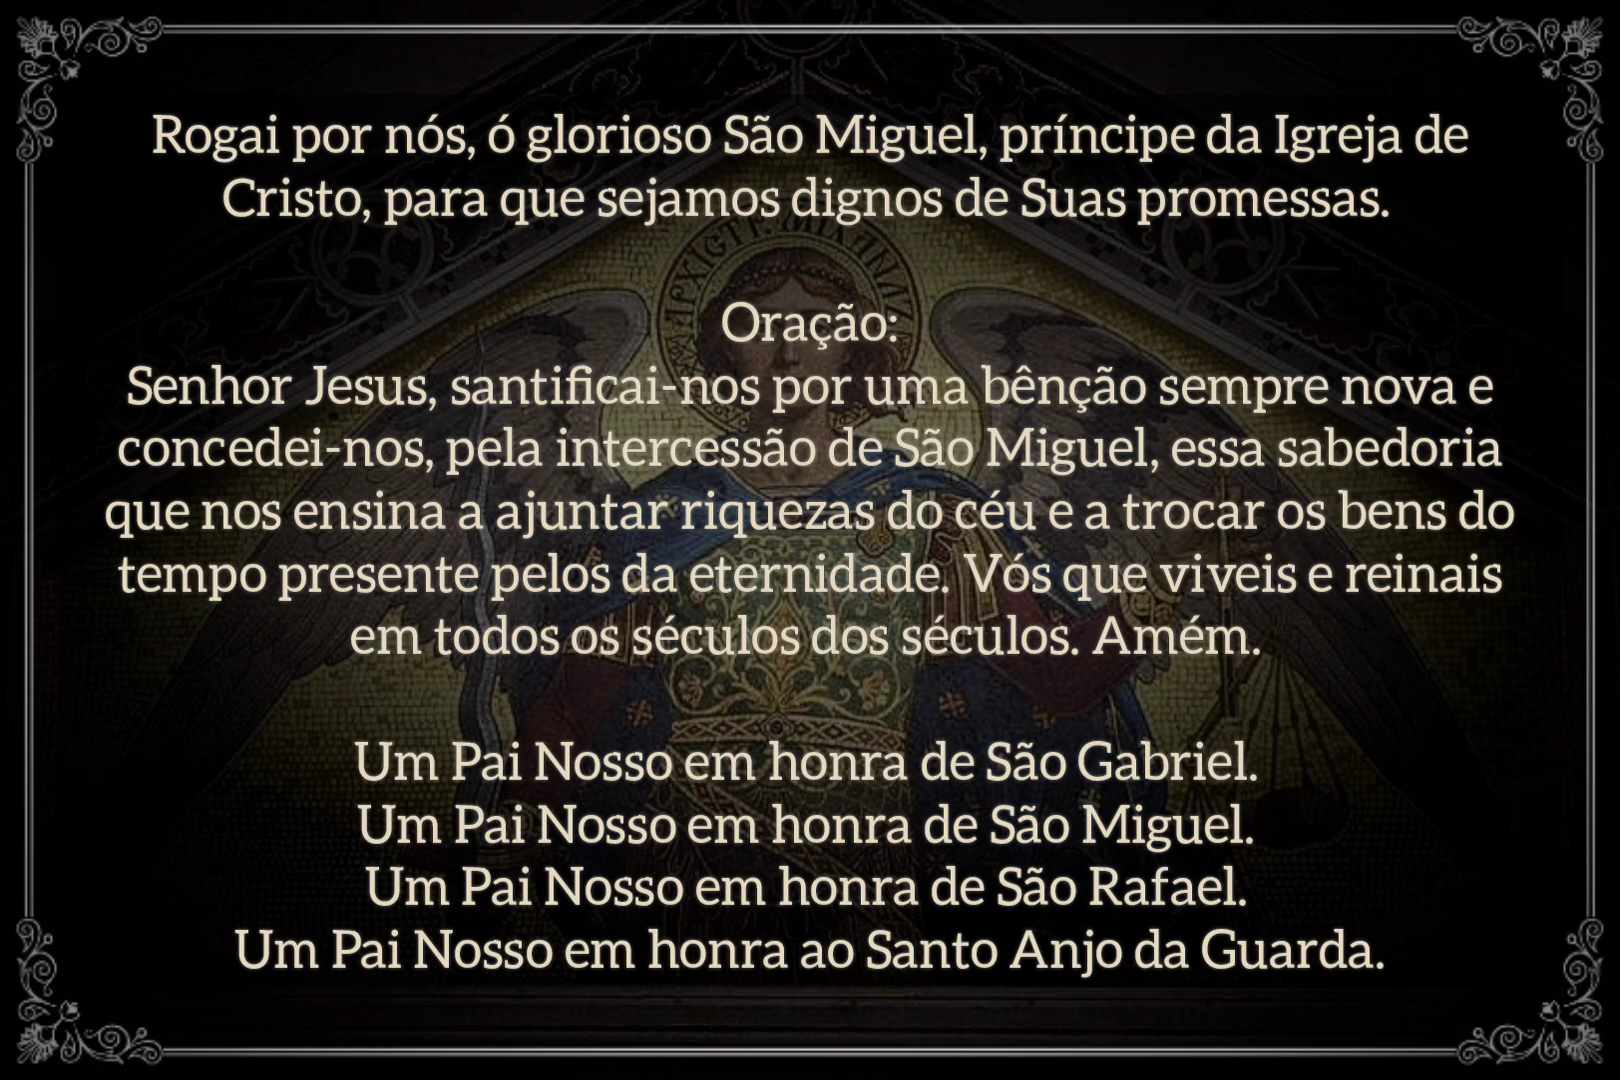 Rogai por nós, ó glorioso São Miguel, príncipe da Igreja de
Cristo, para que sejamos dignos de Suas promessas.
Oração:
Senhor Jesus, santificai-nos por uma bênção sempre nova e
concedei-nos, pela intercessão de São Miguel, essa sabedoria
que nos ensina a ajuntar riquezas do céu e a trocar os bens do
tempo presente pelos da eternidade. Vós que viveis e reinais
em todos os séculos dos séculos. Amém.
Um Pai Nosso em honra de São Gabriel.
Um Pai Nosso em honra de São Miguel.
Um Pai Nosso em honra de São Rafael.
Um Pai Nosso em honra ao Santo Anjo da Guarda.